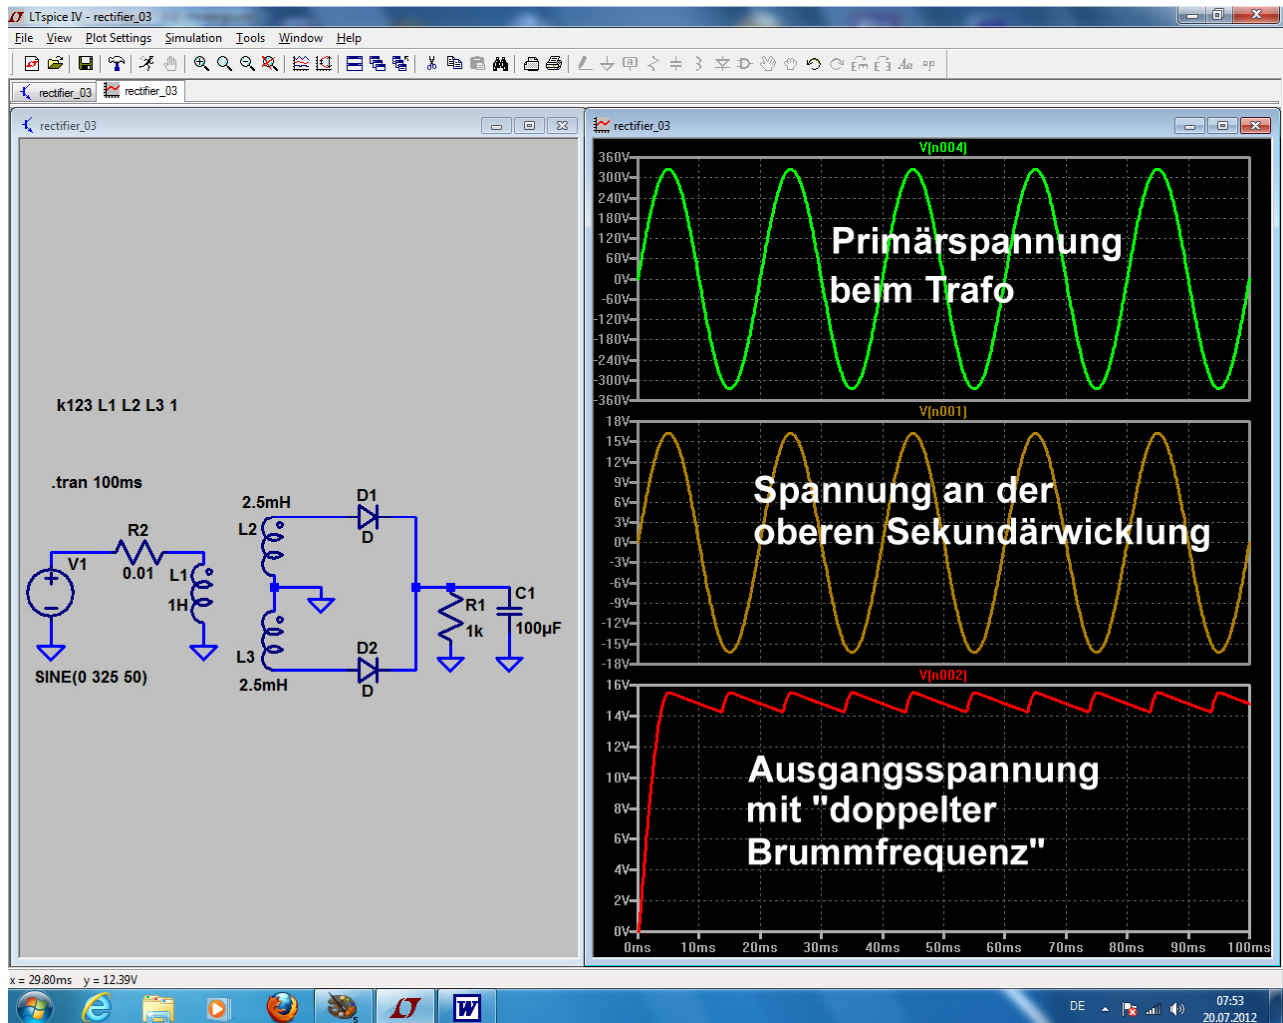 LTspice IV - rectifier_03
File View Plot Settings Simulation Tools Window Help
rectifier_03 rectifier_03
rectifier_03
k123 L1 L2 L3 1
.tran 100ms
R2
0.01
V1
L1
1H
SINE(0 325 50)
2.5mH
L2
L3
2.5mH
D1
D
D2
D
R1
1k
C1
100µF
rectifier_03
V(n004)
360V
300V
240V
180V
120V
60V
0V
-60V
-120V
-180V
-240V
-300V
-360V
Primärspannung
beim Trafo
V(n001)
18V
15V
12V
9V
6V
3V
0V
-3V
-6V
-9V
-12V
-15V
-18V
Spannung an der
oberen Sekundärwicklung
V(n002)
16V
14V
12V
10V
8V
6V
4V
2V
0V
Ausgangsspannung
mit "doppelter
Brummfrequenz"
0ms 10ms 20ms 30ms 40ms 50ms 60ms 70ms 80ms 90ms 100ms
x = 29.80ms y = 12.39V
DE
07:53
20.07.2012